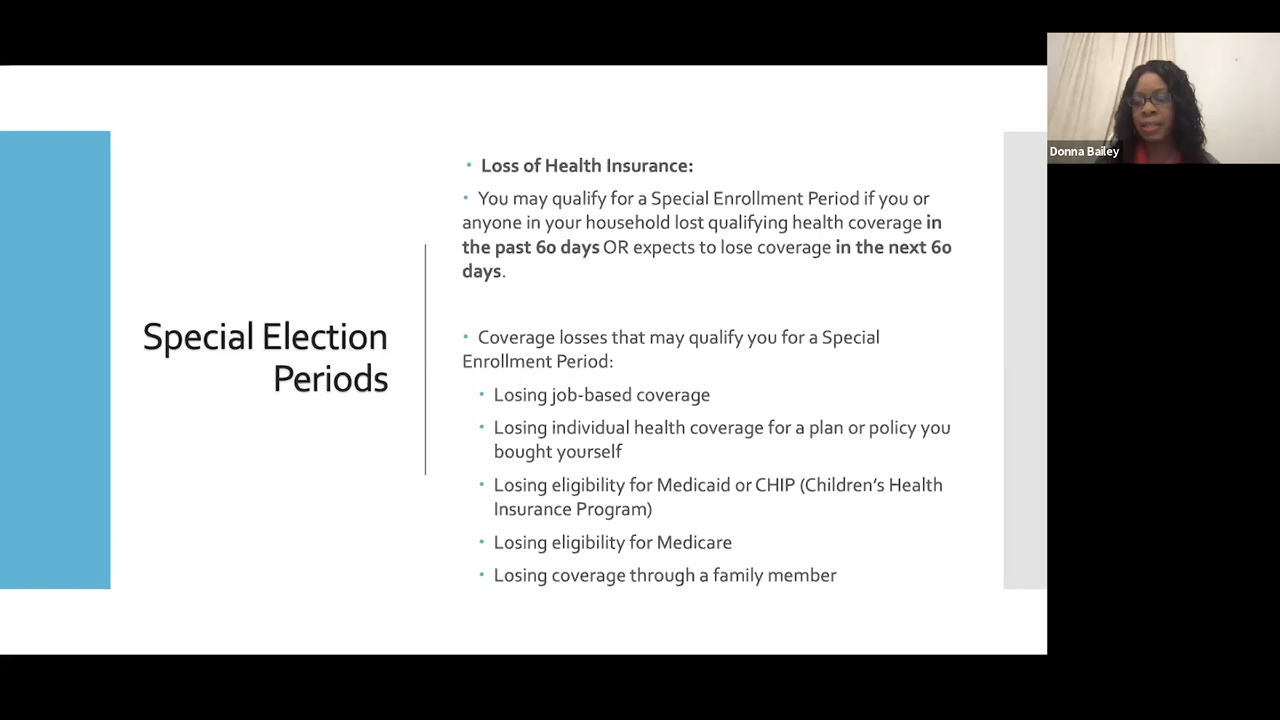 Special Election
Periods
• Loss of Health Insurance:
• You may qualify for a Special Enrollment Period if you or
anyone in your household lost qualifying health coverage in
the past 60 days OR expects to lose coverage in the next 60
days.
• Coverage losses that may qualify you for a Special
Enrollment Period:
• Losing job-based coverage
• Losing individual health coverage for a plan or policy you
bought yourself
• Losing eligibility for Medicaid or CHIP (Children's Health
Insurance Program)
• Losing eligibility for Medicare
• Losing coverage through a family member
Donna Bailey